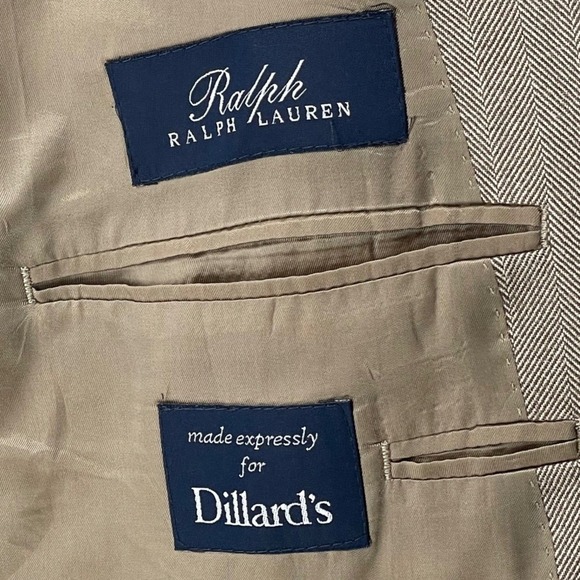 Ralph
RALPH LAUREN
made expressly
for
Dillard's